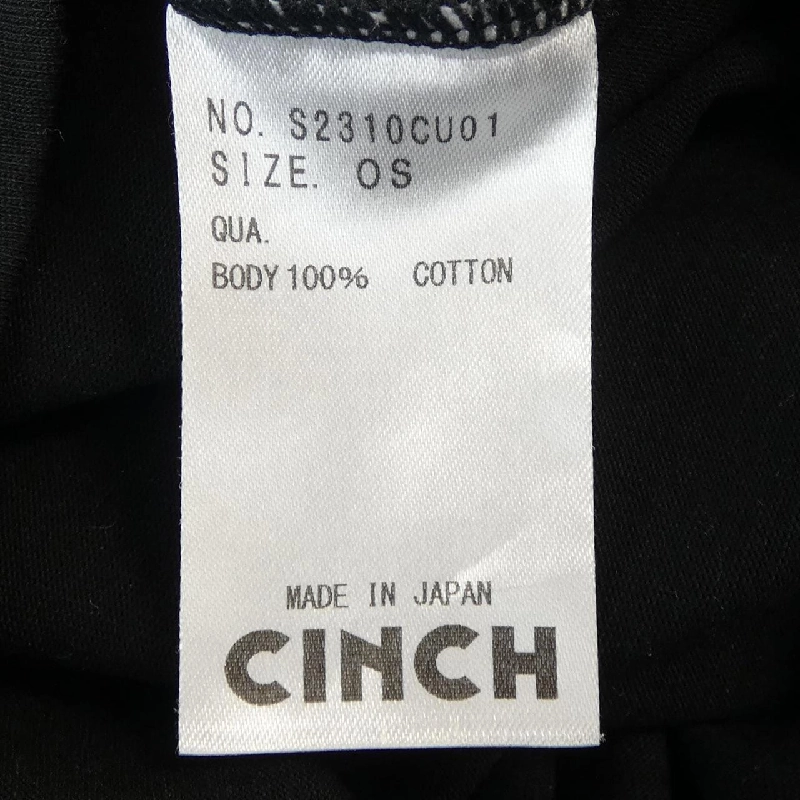 NO. S2310CU01
SIZE. OS
QUA.
BODY 100% COTTON
MADE IN JAPAN
CINCH